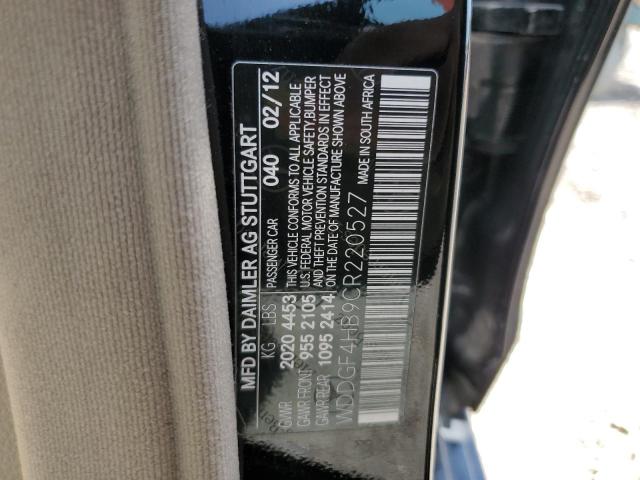 MFD BY DAIMLER AG STUTTGART
PASSENGER CAR 040 02/12
KG LBS
GVWR 2020 4453
GAWR FRONT 955 2105
GAWR REAR 1095 2414
THIS VEHICLE CONFORMS TO ALL APPLICABLE
U.S. FEDERAL MOTOR VEHICLE SAFETY,BUMPER
AND THEFT PREVENTION STANDARDS IN EFFECT
ON THE DATE OF MANUFACTURE SHOWN ABOVE
WDDGF4HB9CR220527
MADE IN SOUTH AFRICA